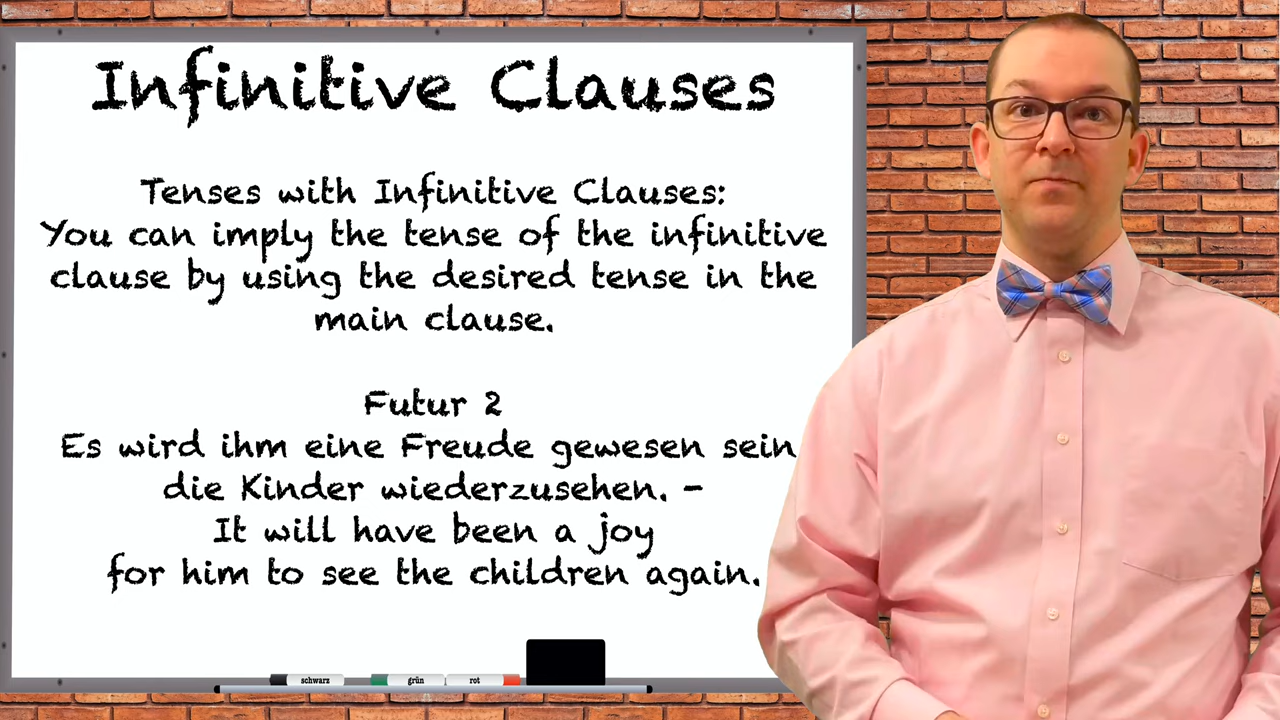 Infinitive Clauses
Tenses with Infinitive Clauses:
You can imply the tense of the infinitive
clause by using the desired tense in the
main clause.
Futur 2
Es wird ihm eine Freude gewesen sein
die Kinder wiederzusehen. -
It will have been a joy
for him to see the children again.
schwarz grün rot